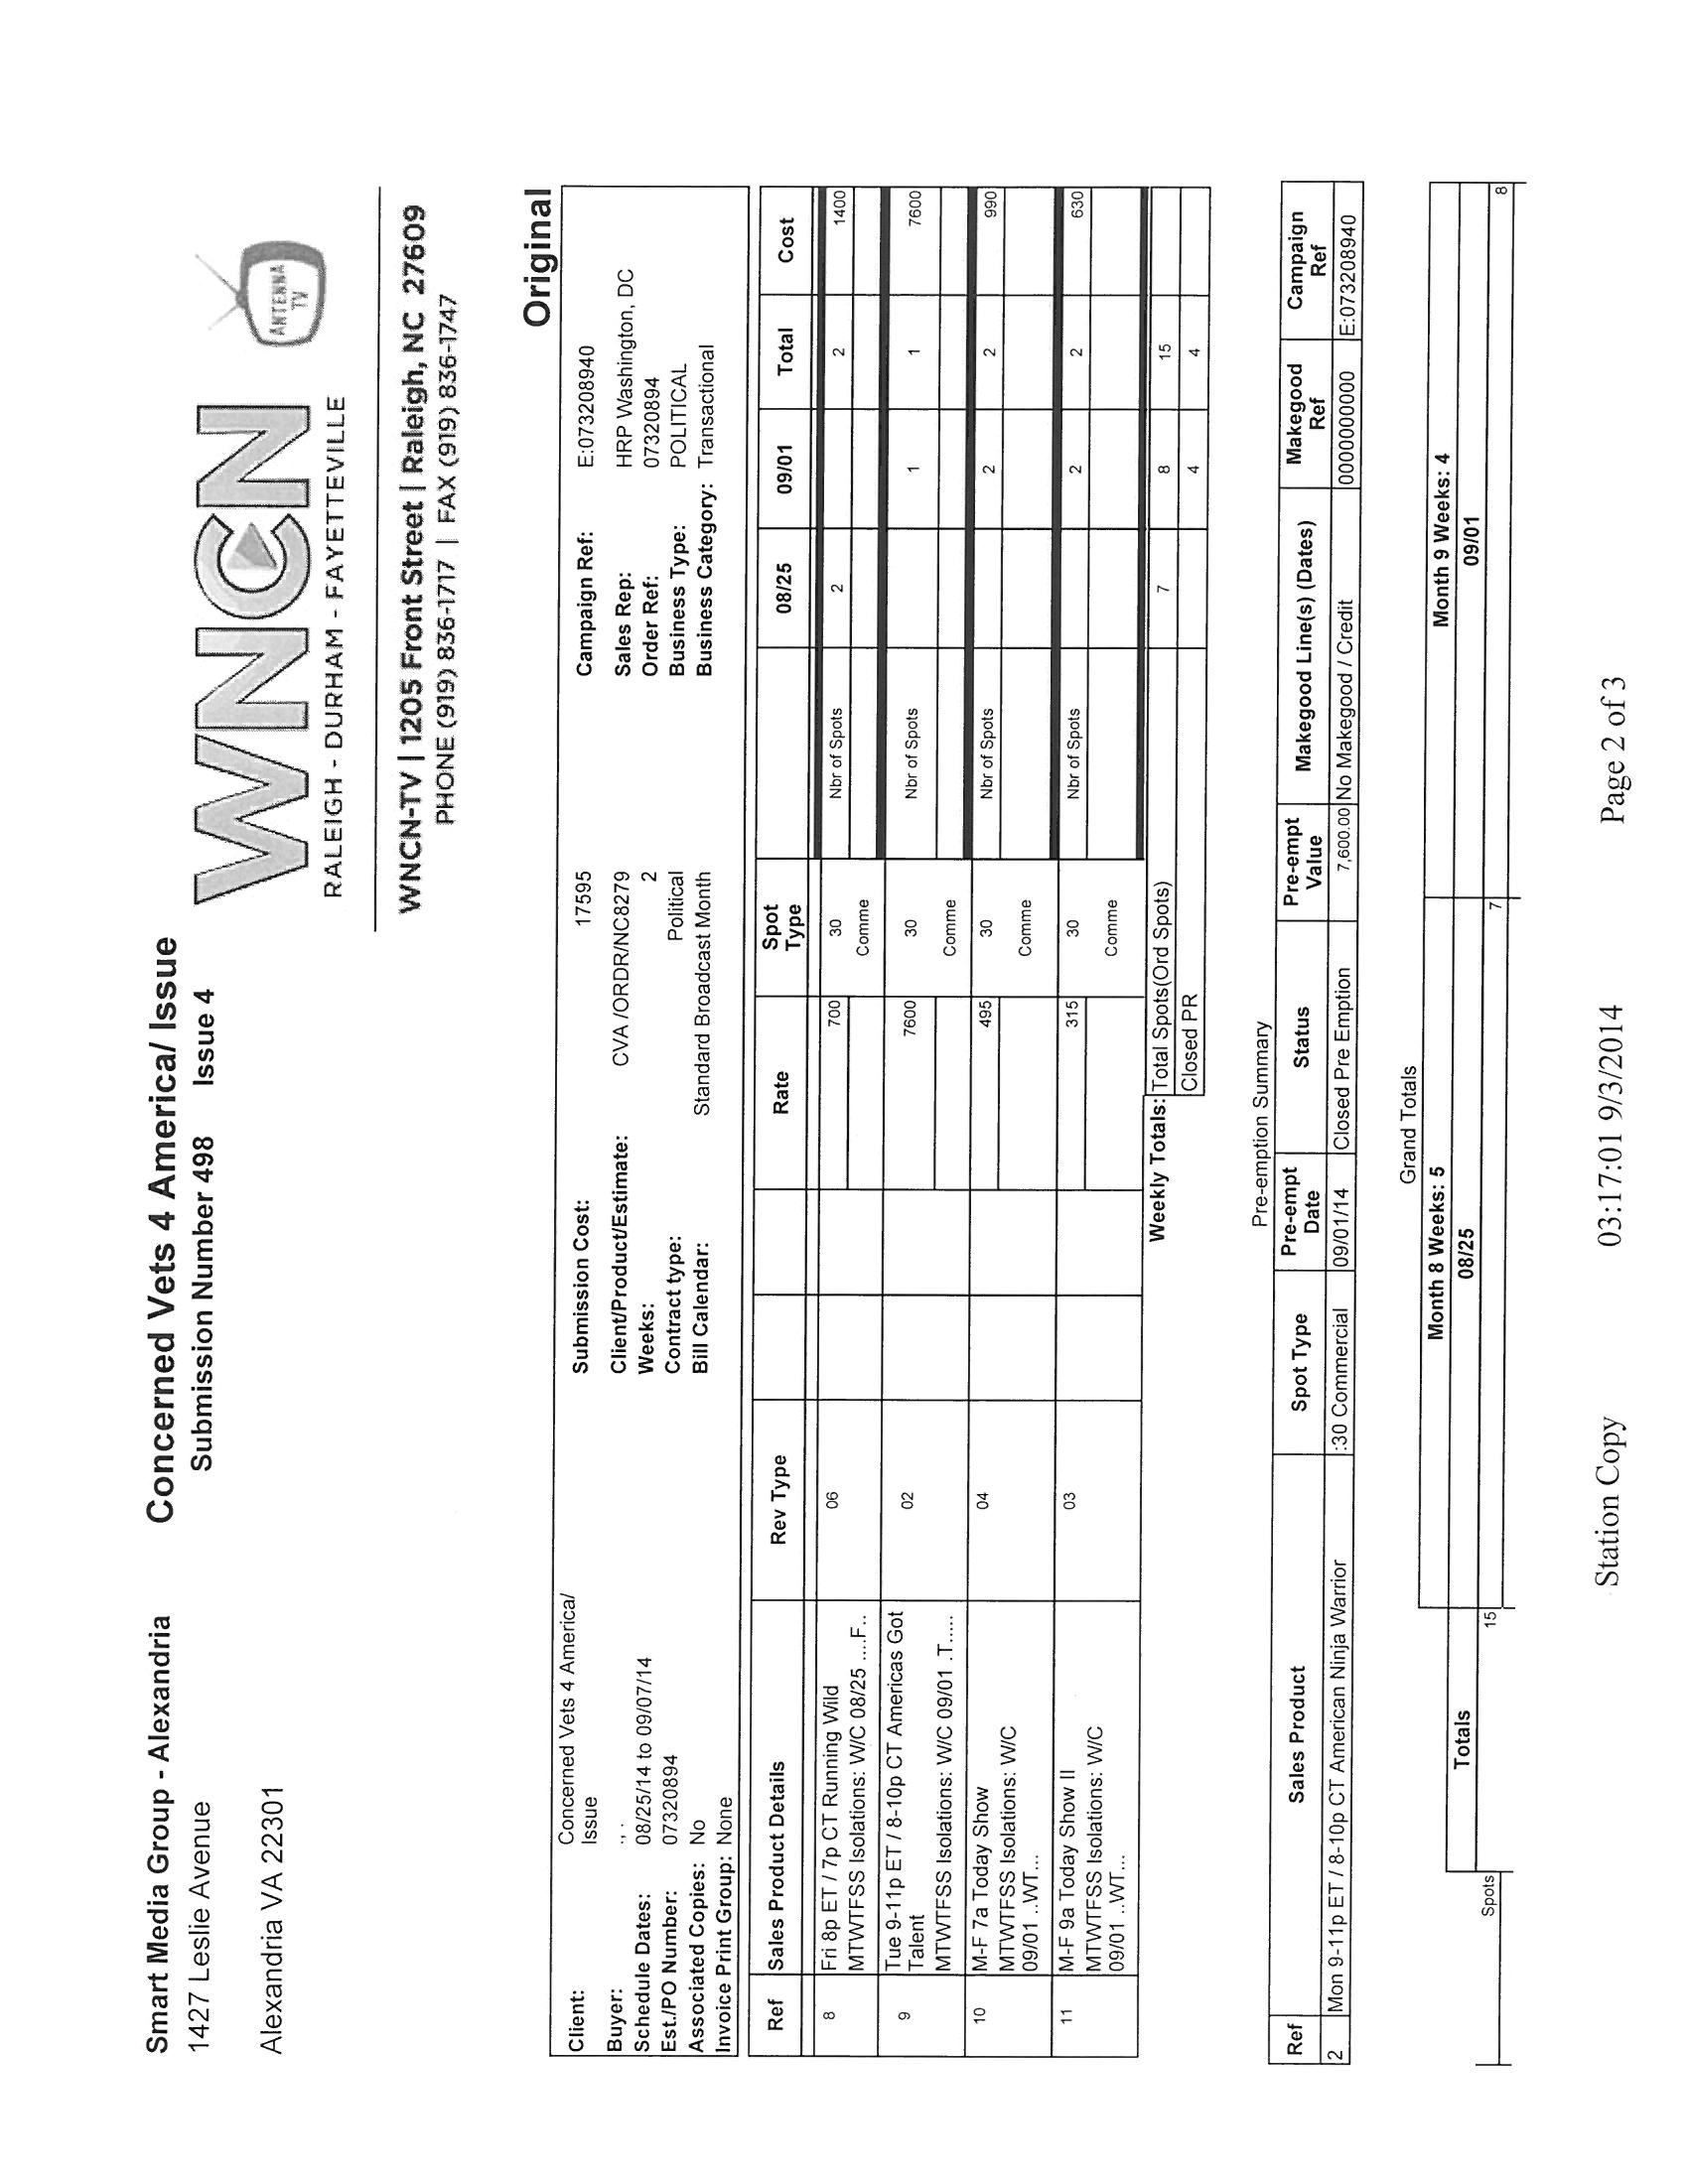 Smart Media Group - Alexandria
1427 Leslie Avenue
Alexandria VA 22301
Concerned Vets 4 America/ Issue
Submission Number 498 Issue 4
WNCN
RALEIGH - DURHAM - FAYETTEVILLE
ANTENNA TV
WNCN-TV | 1205 Front Street | Raleigh, NC 27609
PHONE (919) 836-1717 | FAX (919) 836-1747
Original
Client: Concerned Vets 4 America/ Issue Submission Cost: 17595 Campaign Ref: E:073208940
Buyer: ., . Client/Product/Estimate: CVA /ORDR/NC8279 Sales Rep: HRP Washington, DC
Schedule Dates: 08/25/14 to 09/07/14 Weeks: 2 Order Ref: 07320894
Est./PO Number: 07320894 Contract type: Political Business Type: POLITICAL
Associated Copies: No Bill Calendar: Standard Broadcast Month Business Category: Transactional
Invoice Print Group: None
Ref Sales Product Details Rev Type Rate Spot Type 08/25 09/01 Total Cost
8 Fri 8p ET / 7p CT Running Wild 06 700 30 Nbr of Spots 2 2 1400
MTWTFSS Isolations: W/C 08/25 ....F.. Comme
9 Tue 9-11p ET / 8-10p CT Americas Got 02 7600 30 Nbr of Spots 1 1 7600
Talent
MTWTFSS Isolations: W/C 09/01 .T..... Comme
10 M-F 7a Today Show 04 495 30 Nbr of Spots 2 2 990
MTWTFSS Isolations: W/C Comme
09/01 ..WT...
11 M-F 9a Today Show II 03 315 30 Nbr of Spots 2 2 630
MTWTFSS Isolations: W/C Comme
09/01 ..WT...
Weekly Totals: Total Spots(Ord Spots) 7 8 15
Closed PR 4 4
Pre-emption Summary
Ref Sales Product Spot Type Pre-empt Date Status Pre-empt Value Makegood Line(s) (Dates) Makegood Ref Campaign Ref
2 Mon 9-11p ET / 8-10p CT American Ninja Warrior :30 Commercial 09/01/14 Closed Pre Emption 7,600.00 No Makegood / Credit 0000000000 E:073208940
Grand Totals
Month 8 Weeks: 5 Month 9 Weeks: 4
Totals 08/25 09/01
Spots 15 7 8
Station Copy 03:17:01 9/3/2014 Page 2 of 3